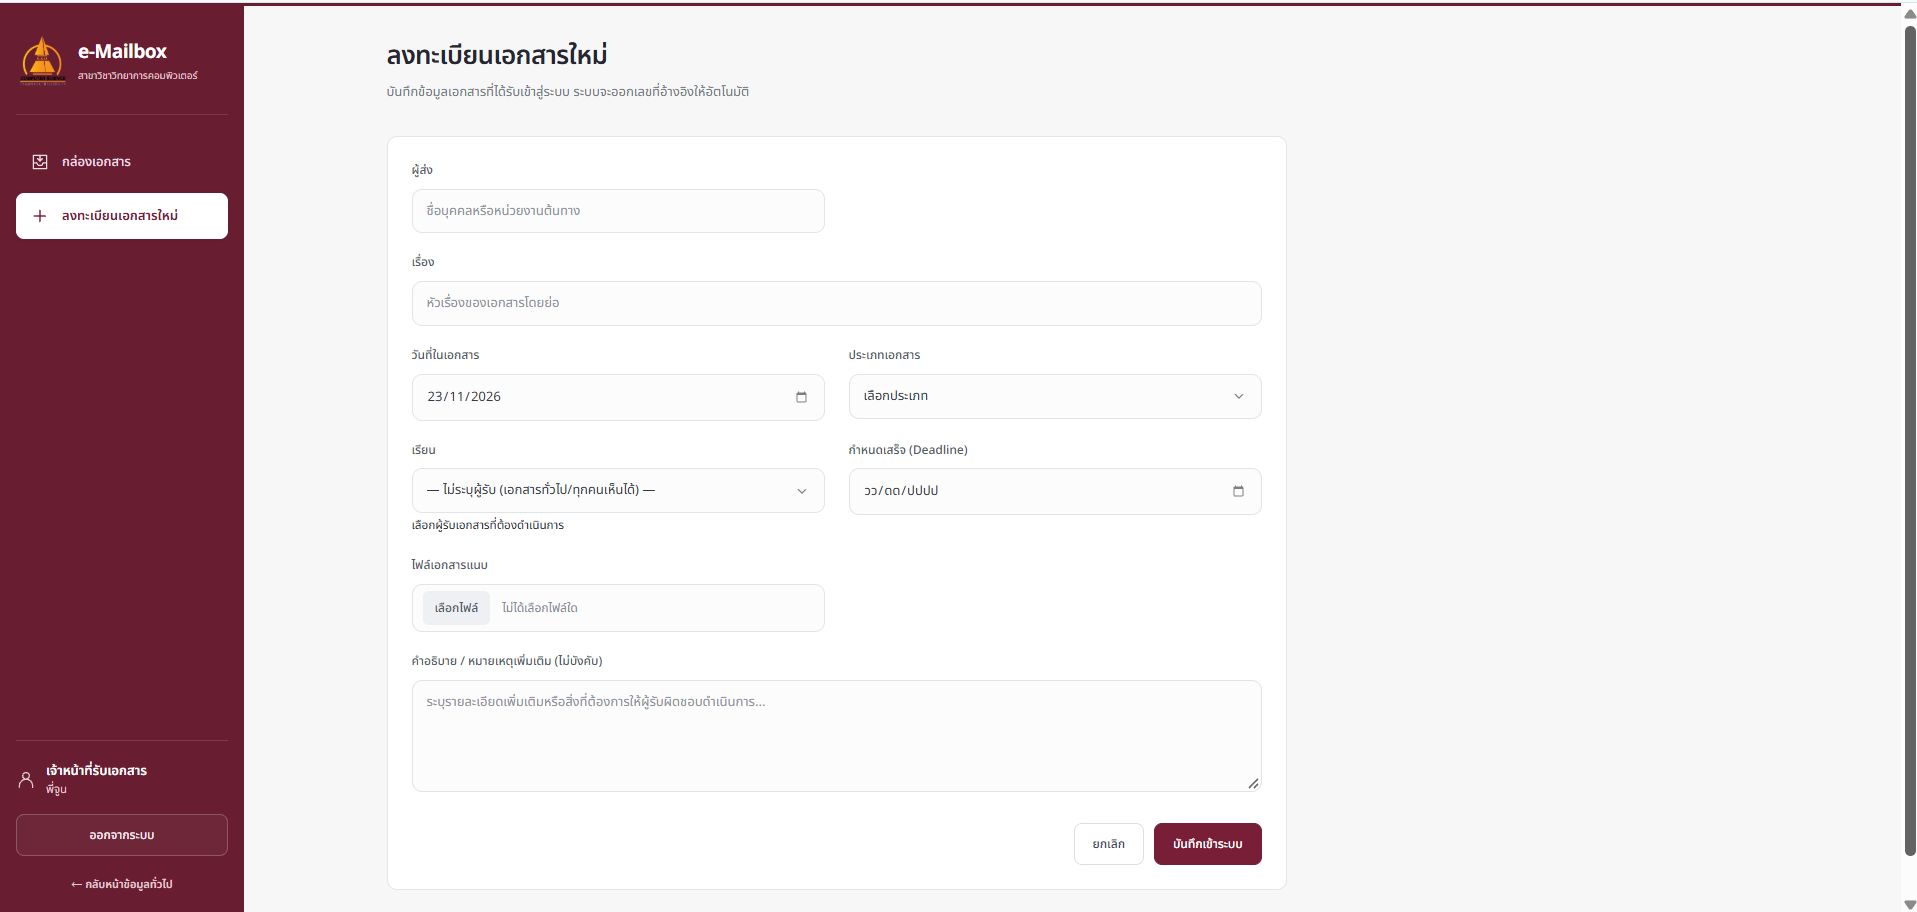 e-Mailbox
สาขาวิชาวิทยาการคอมพิวเตอร์
กล่องเอกสาร
ลงทะเบียนเอกสารใหม่
เจ้าหน้าที่รับเอกสาร
พี่จูน
ออกจากระบบ
← กลับหน้าข้อมูลทั่วไป
ลงทะเบียนเอกสารใหม่
บันทึกข้อมูลเอกสารที่ได้รับเข้าสู่ระบบ ระบบจะออกเลขที่อ้างอิงให้อัตโนมัติ
ผู้ส่ง
ชื่อบุคคลหรือหน่วยงานต้นทาง
เรื่อง
หัวเรื่องของเอกสารโดยย่อ
วันที่ในเอกสาร
23/11/2026
ประเภทเอกสาร
เลือกประเภท
เรียน
— ไม่ระบุผู้รับ (เอกสารทั่วไป/ทุกคนเห็นได้) —
เลือกผู้รับเอกสารที่ต้องดำเนินการ
กำหนดเสร็จ (Deadline)
วว/ดด/ปปปป
ไฟล์เอกสารแนบ
เลือกไฟล์ ไม่ได้เลือกไฟล์ใด
คำอธิบาย / หมายเหตุเพิ่มเติม (ไม่บังคับ)
ระบุรายละเอียดเพิ่มเติมหรือสิ่งที่ต้องการให้ผู้รับผิดชอบดำเนินการ...
ยกเลิก
บันทึกเข้าระบบ